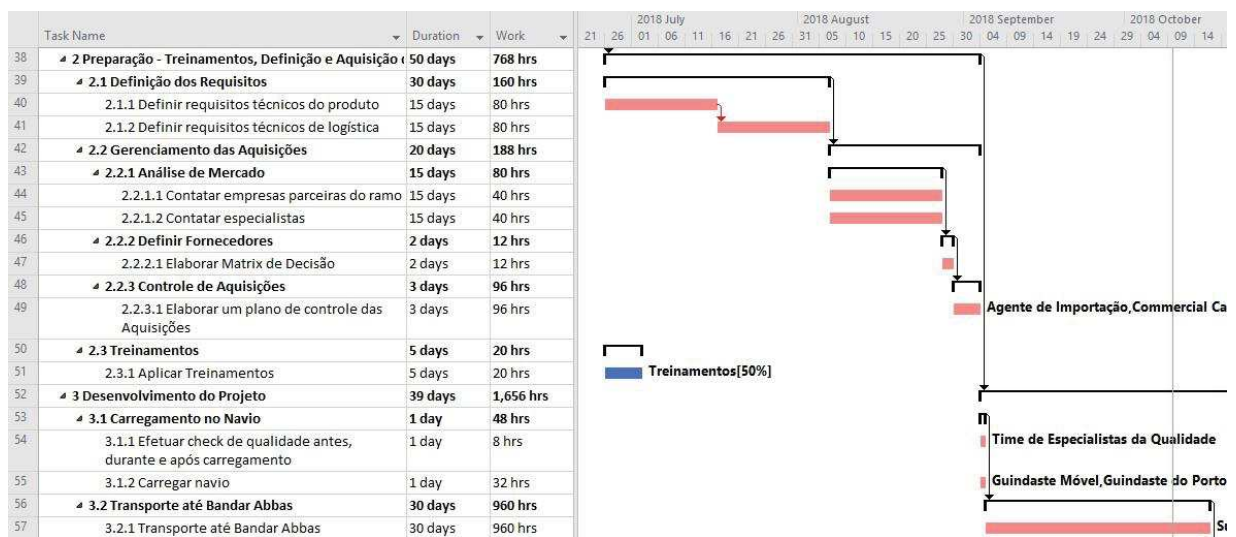 2018 July 2018 August 2018 September 2018 October
Task Name Duration Work 21 26 01 06 11 16 21 26 31 05 10 15 20 25 30 04 09 14 19 24 29 04 09 14
38 2 Preparação - Treinamentos, Definição e Aquisição 50 days 768 hrs
39 2.1 Definição dos Requisitos 30 days 160 hrs
40 2.1.1 Definir requisitos técnicos do produto 15 days 80 hrs
41 2.1.2 Definir requisitos técnicos de logística 15 days 80 hrs
42 2.2 Gerenciamento das Aquisições 20 days 188 hrs
43 2.2.1 Análise de Mercado 15 days 80 hrs
44 2.2.1.1 Contatar empresas parceiras do ramo 15 days 40 hrs
45 2.2.1.2 Contatar especialistas 15 days 40 hrs
46 2.2.2 Definir Fornecedores 2 days 12 hrs
47 2.2.2.1 Elaborar Matrix de Decisão 2 days 12 hrs
48 2.2.3 Controle de Aquisições 3 days 96 hrs
49 2.2.3.1 Elaborar um plano de controle das 3 days 96 hrs Agente de Importação,Commercial Ca
Aquisições
50 2.3 Treinamentos 5 days 20 hrs
51 2.3.1 Aplicar Treinamentos 5 days 20 hrs Treinamentos[50%]
52 3 Desenvolvimento do Projeto 39 days 1,656 hrs
53 3.1 Carregamento no Navio 1 day 48 hrs
54 3.1.1 Efetuar check de qualidade antes, 1 day 8 hrs Time de Especialistas da Qualidade
durante e após carregamento
55 3.1.2 Carregar navio 1 day 32 hrs Guindaste Móvel,Guindaste do Porto
56 3.2 Transporte até Bandar Abbas 30 days 960 hrs
57 3.2.1 Transporte até Bandar Abbas 30 days 960 hrs